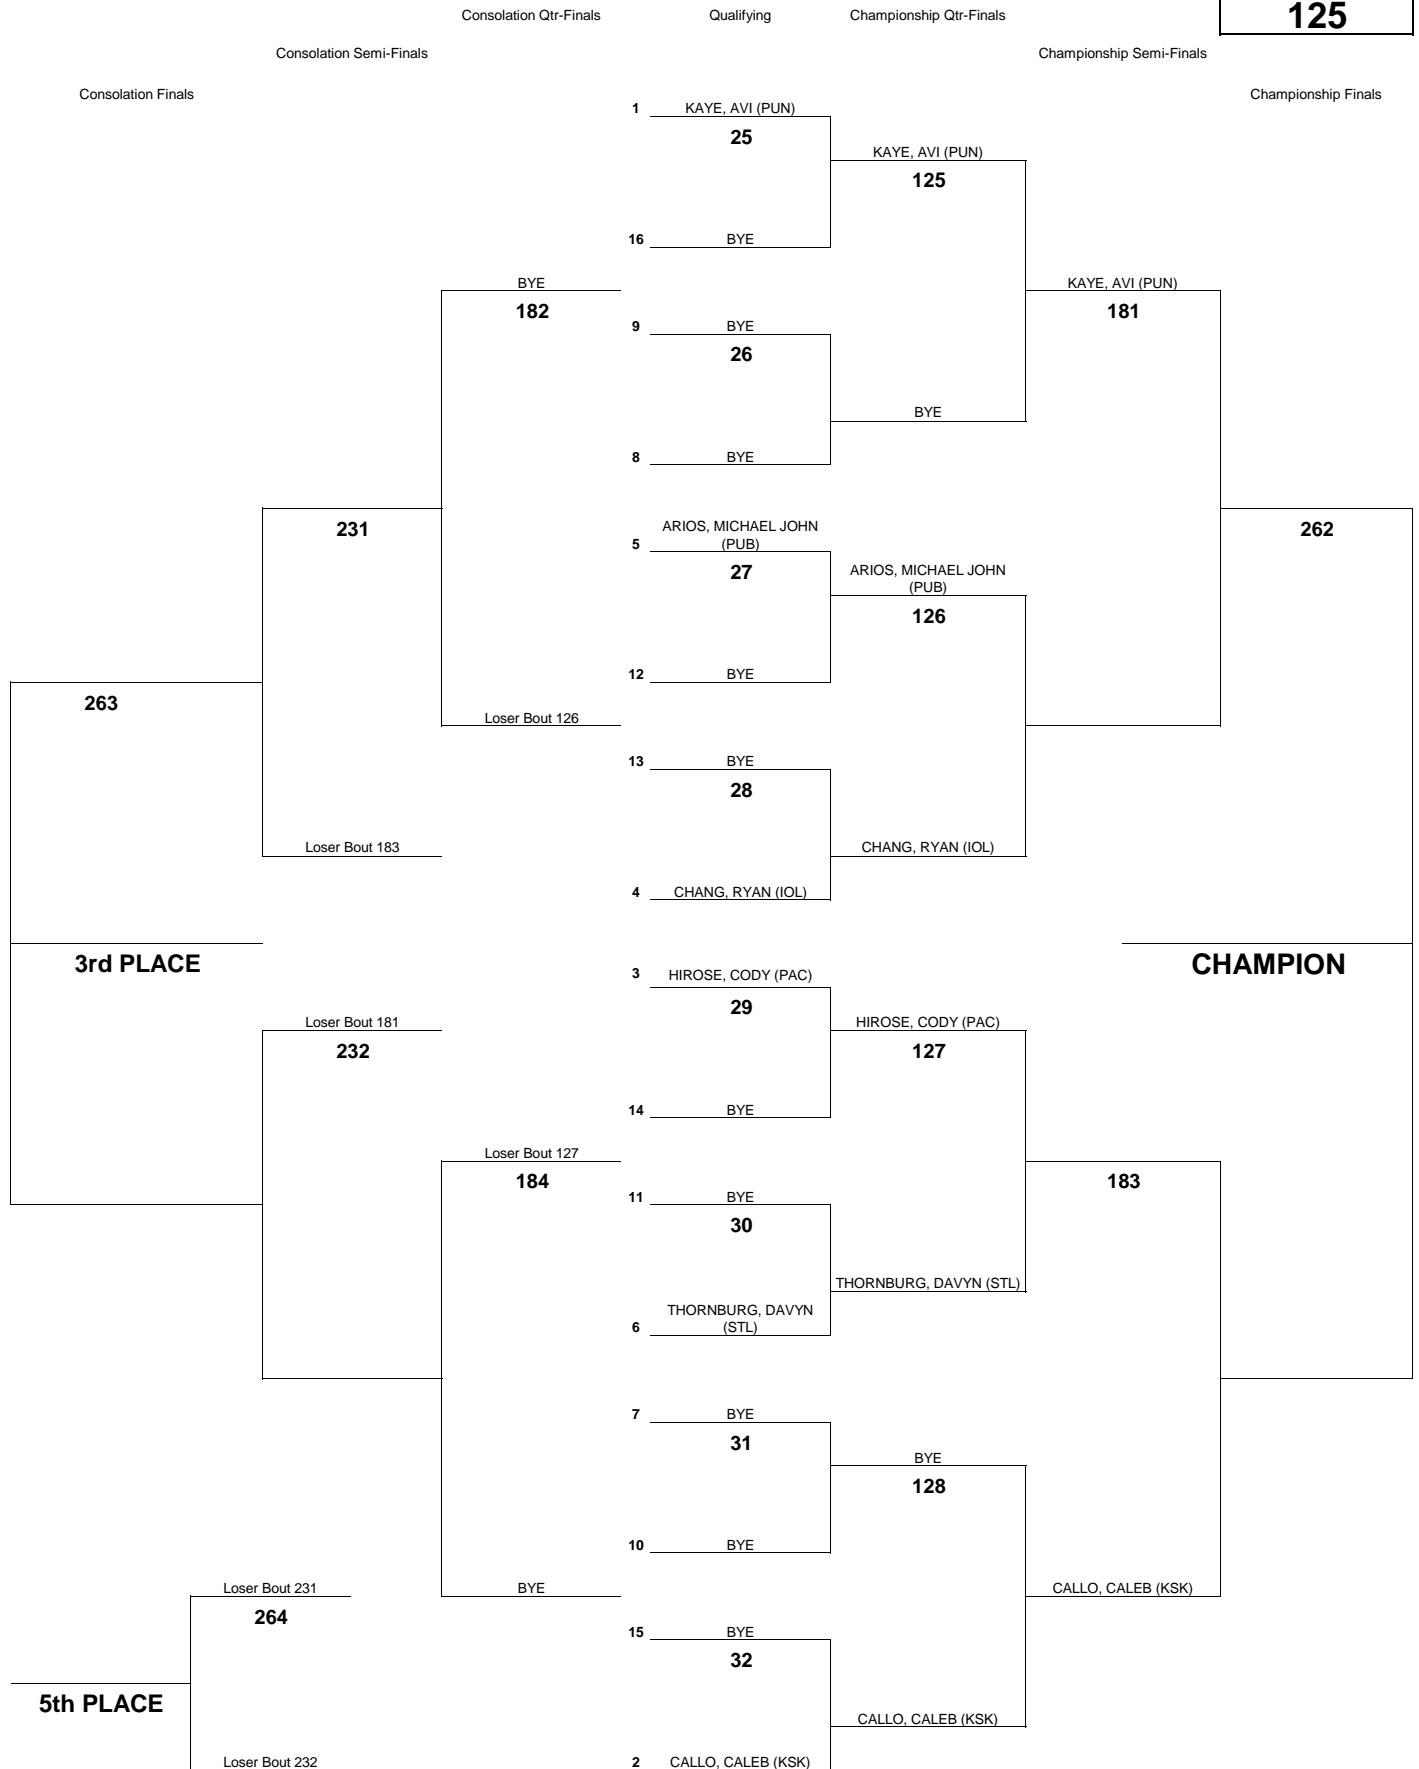 Consolation Qtr-Finals Qualifying Championship Qtr-Finals 125
Consolation Semi-Finals Championship Semi-Finals
Consolation Finals Championship Finals
1 KAYE, AVI (PUN)
25
KAYE, AVI (PUN)
125
16 BYE
BYE KAYE, AVI (PUN)
182 181
9 BYE
26
BYE
8 BYE
231 262
ARIOS, MICHAEL JOHN
5 (PUB)
27
ARIOS, MICHAEL JOHN
(PUB)
126
12 BYE
263
Loser Bout 126
13 BYE
28
Loser Bout 183 CHANG, RYAN (IOL)
4 CHANG, RYAN (IOL)
3rd PLACE CHAMPION
3 HIROSE, CODY (PAC)
29
Loser Bout 181 HIROSE, CODY (PAC)
232 127
14 BYE
Loser Bout 127
184 183
11 BYE
30
THORNBURG, DAVYN (STL)
THORNBURG, DAVYN
6 (STL)
7 BYE
31
BYE
128
10 BYE
Loser Bout 231 BYE CALLO, CALEB (KSK)
264
15 BYE
32
5th PLACE
CALLO, CALEB (KSK)
Loser Bout 232 2 CALLO, CALEB (KSK)